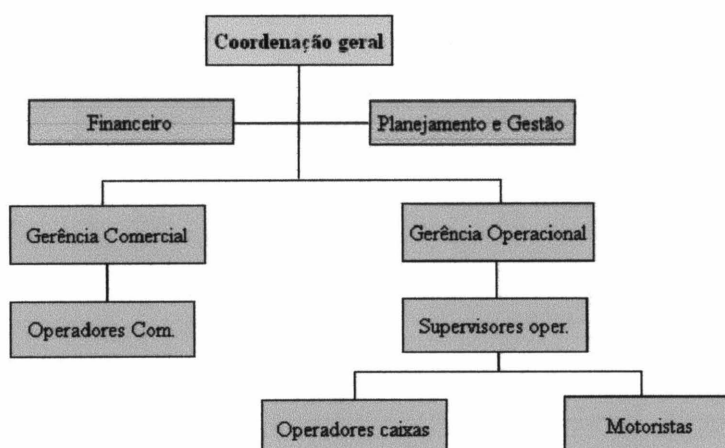 Coordenação geral
Financeiro
Planejamento e Gestão
Gerência Comercial
Gerência Operacional
Operadores Com.
Supervisores oper.
Operadores caixas
Motoristas